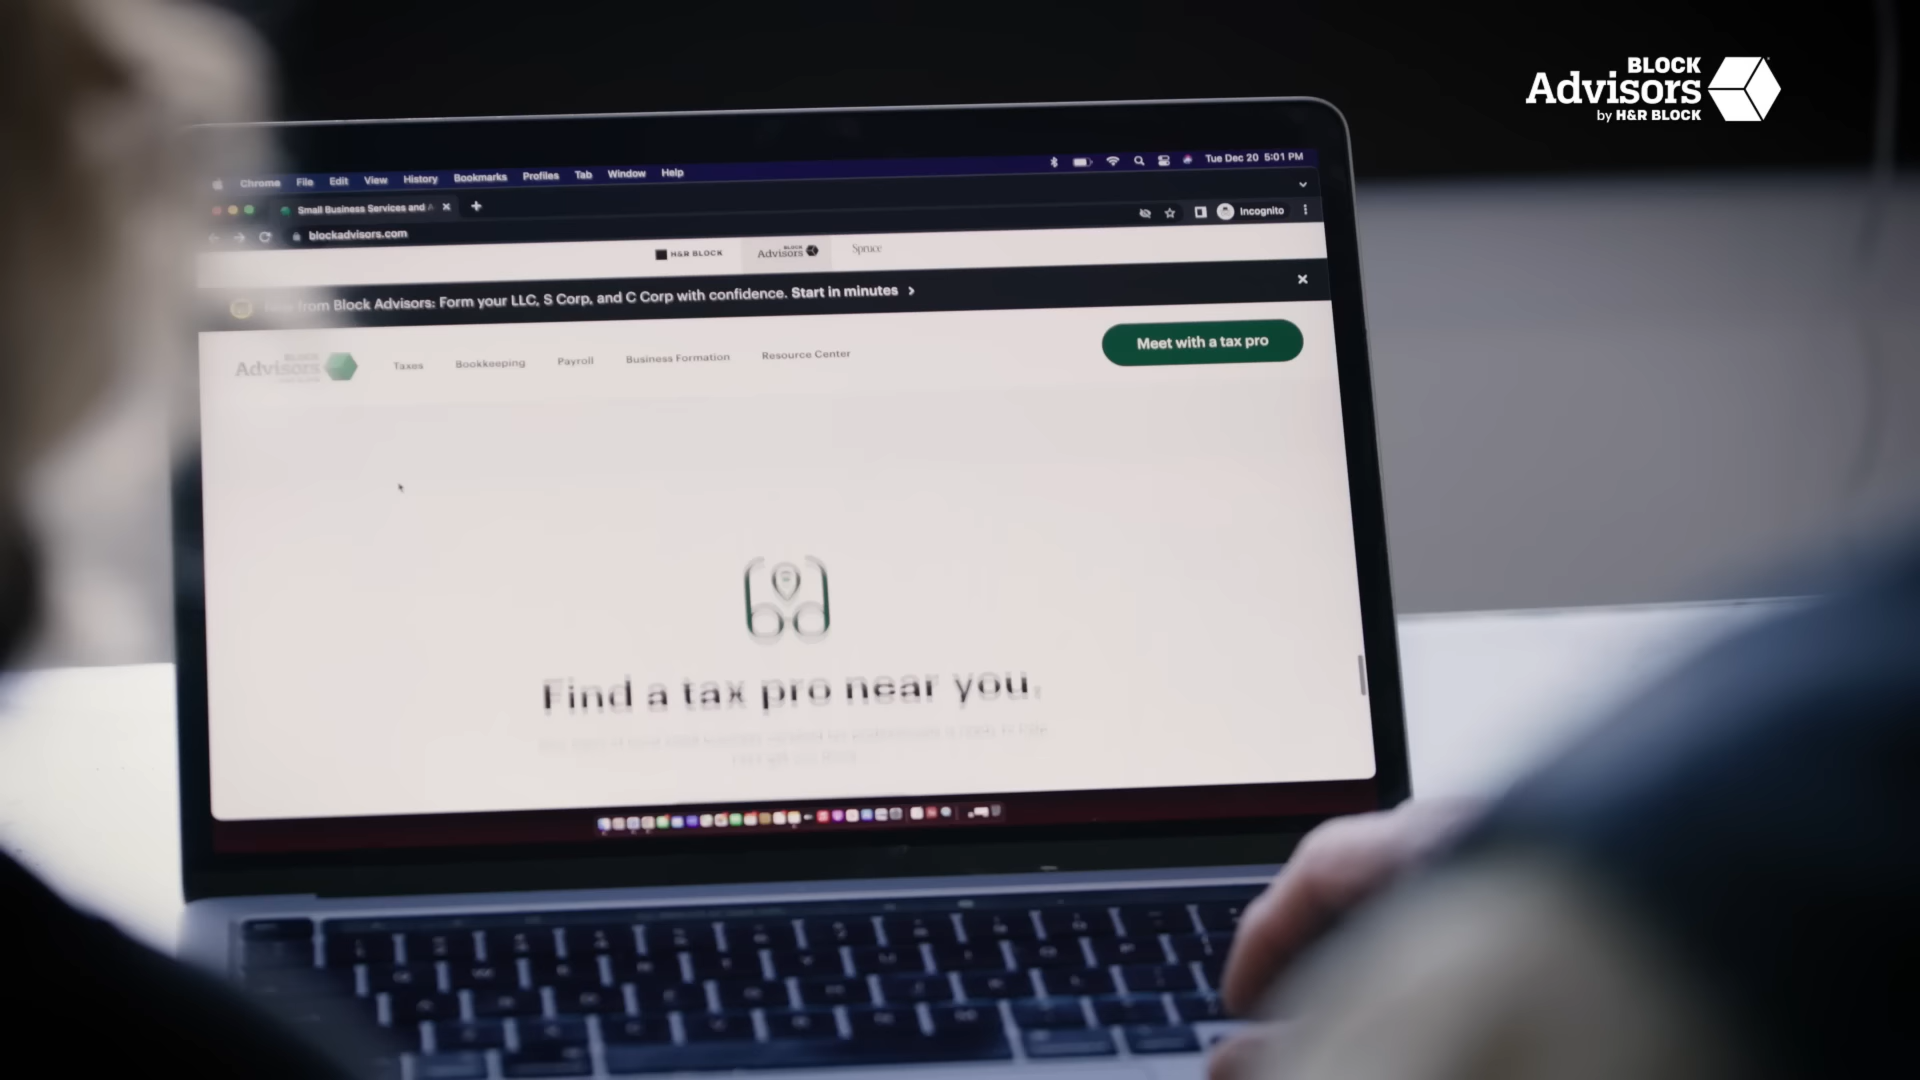 BLOCK
Advisors
by H&R BLOCK
Chrome File Edit View History Bookmarks Profiles Tab Window Help
Tue Dec 20 5:01 PM
Small Business Services and
blockadvisors.com
Incognito
H&R BLOCK
BLOCK
Advisors
Spruce
from Block Advisors: Form your LLC, S Corp, and C Corp with confidence. Start in minutes
BLOCK
Advisors
Taxes Bookkeeping Payroll Business Formation Resource Center
Meet with a tax pro
Find a tax pro near you.